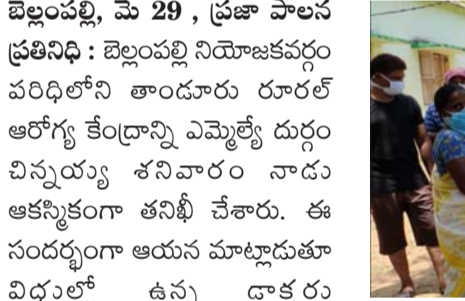 బెల్లంపల్లి, మే 29 , ప్రజా పాలన
ప్రతినిధి : బెల్లంపల్లి నియోజకవర్గం
పరిధిలోని తాండూరు రూరల్
ఆరోగ్య కేంద్రాన్ని ఎమ్మెల్యే దుర్గం
చిన్నయ్య శనివారం నాడు
ఆకస్మికంగా తనిఖీ చేశారు. ఈ
సందర్భంగా ఆయన మాట్లాడుతూ
విధులో ఉన్న డాకరు